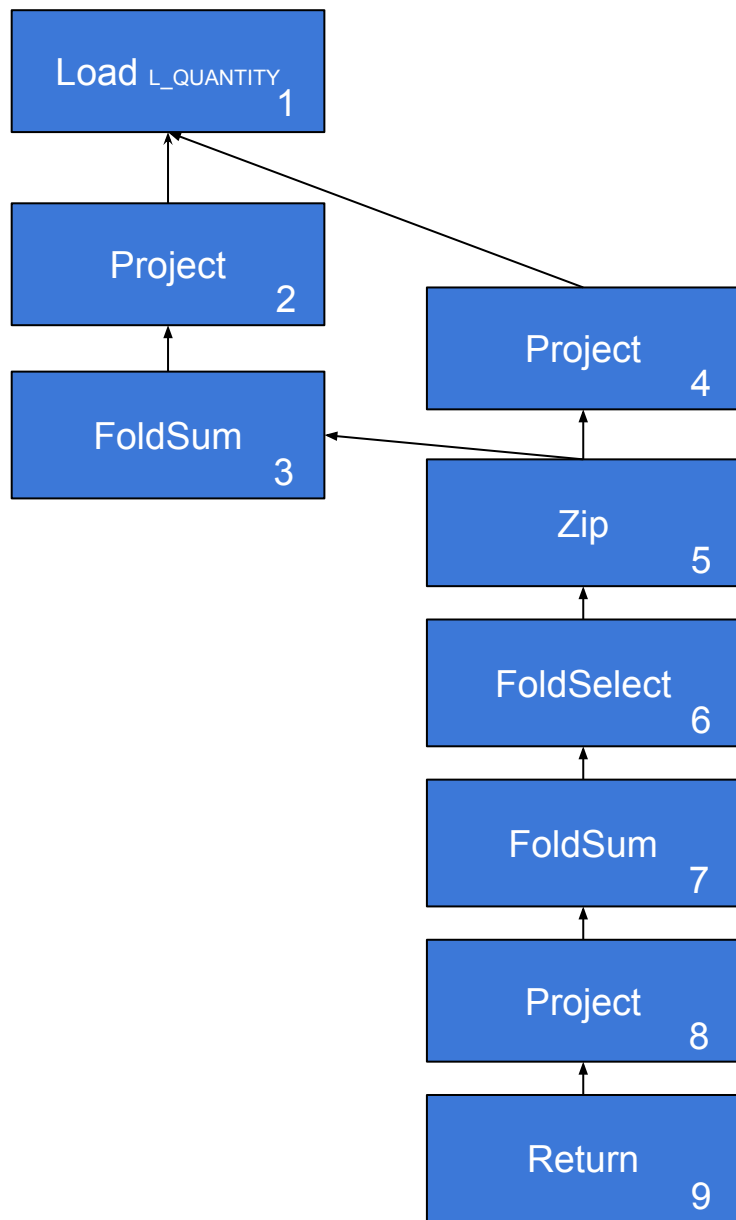 Load L_QUANTITY
1
Project
2
FoldSum
3
Project
4
Zip
5
FoldSelect
6
FoldSum
7
Project
8
Return
9